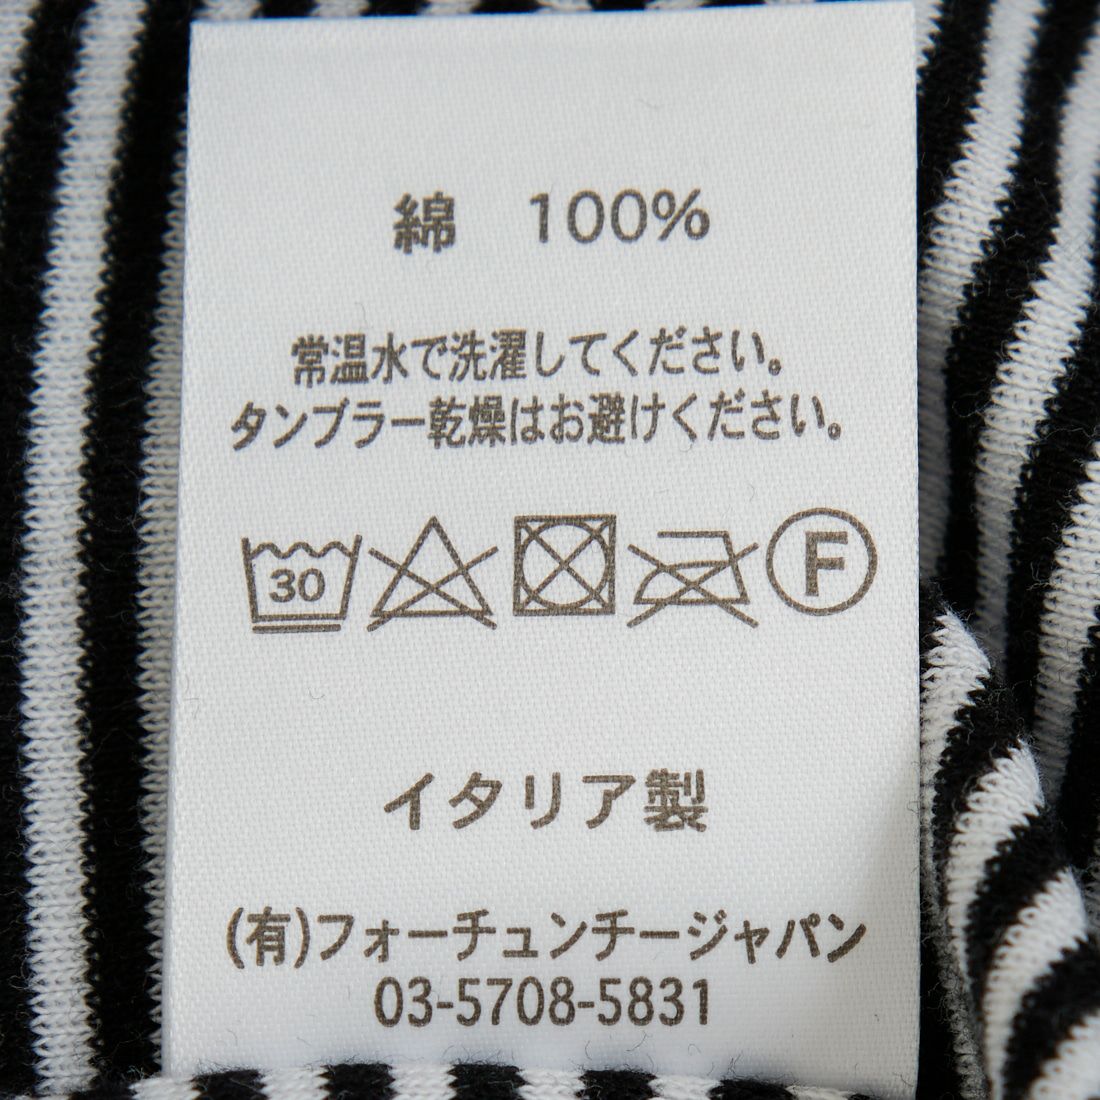 綿　100%
常温水で洗濯してください。
タンブラー乾燥はお避けください。
30 F
イタリア製
(有)フォーチュンチージャパン
03-5708-5831